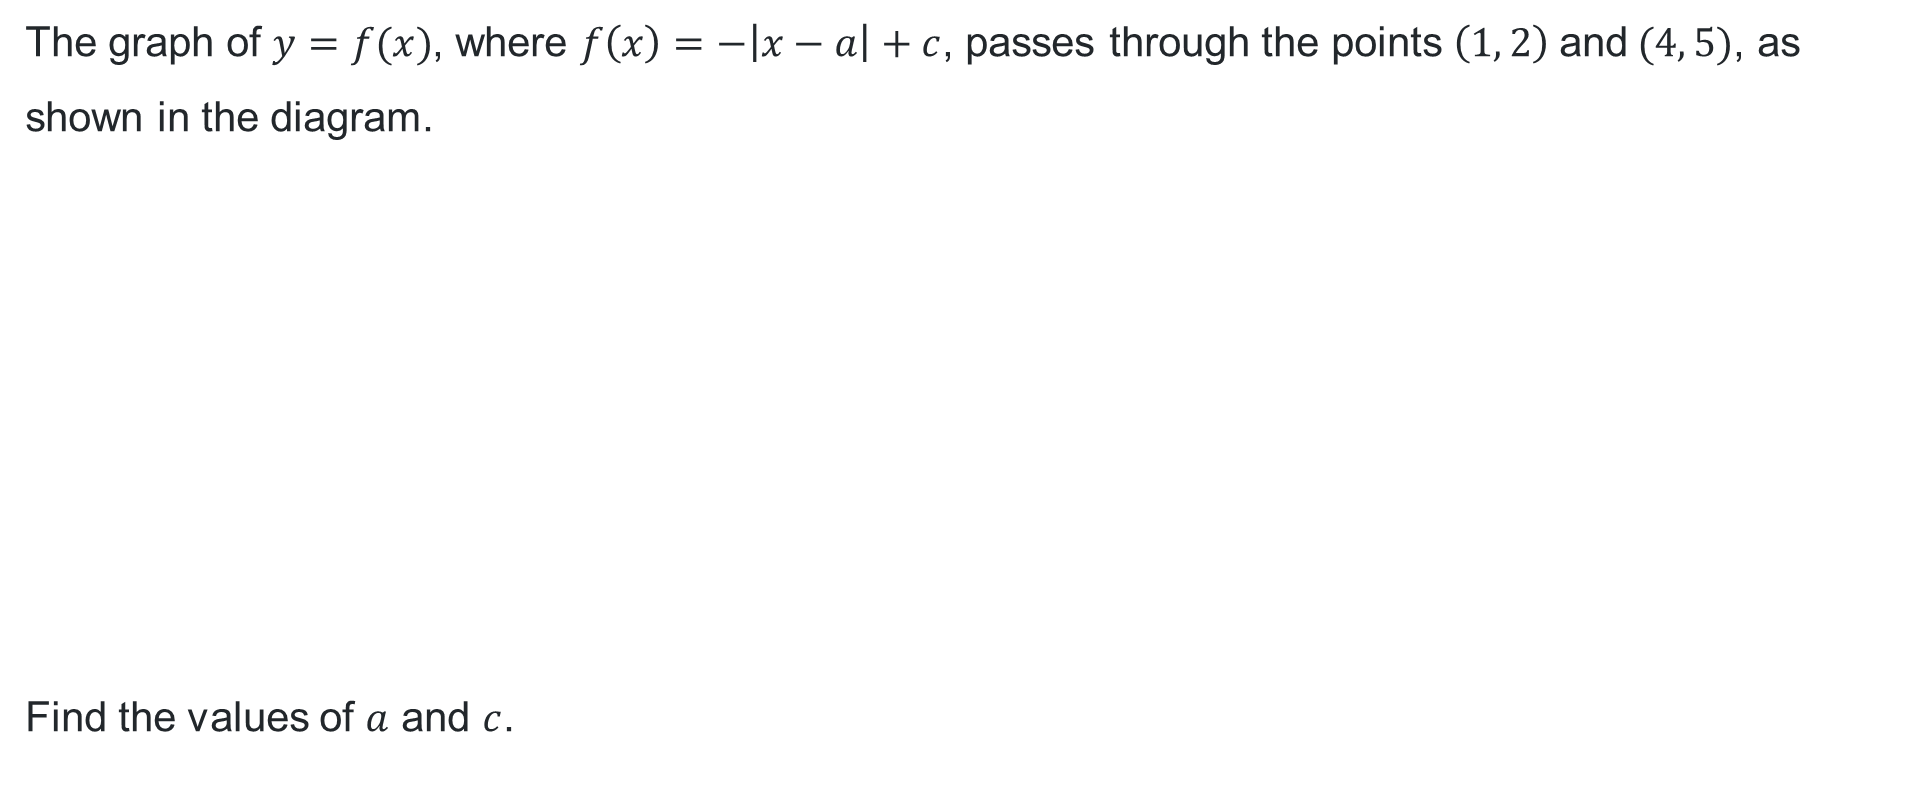 The graph of y = f(x), where f(x) = −|x − a| + c, passes through the points (1, 2) and (4, 5), as
shown in the diagram.
Find the values of a and c.